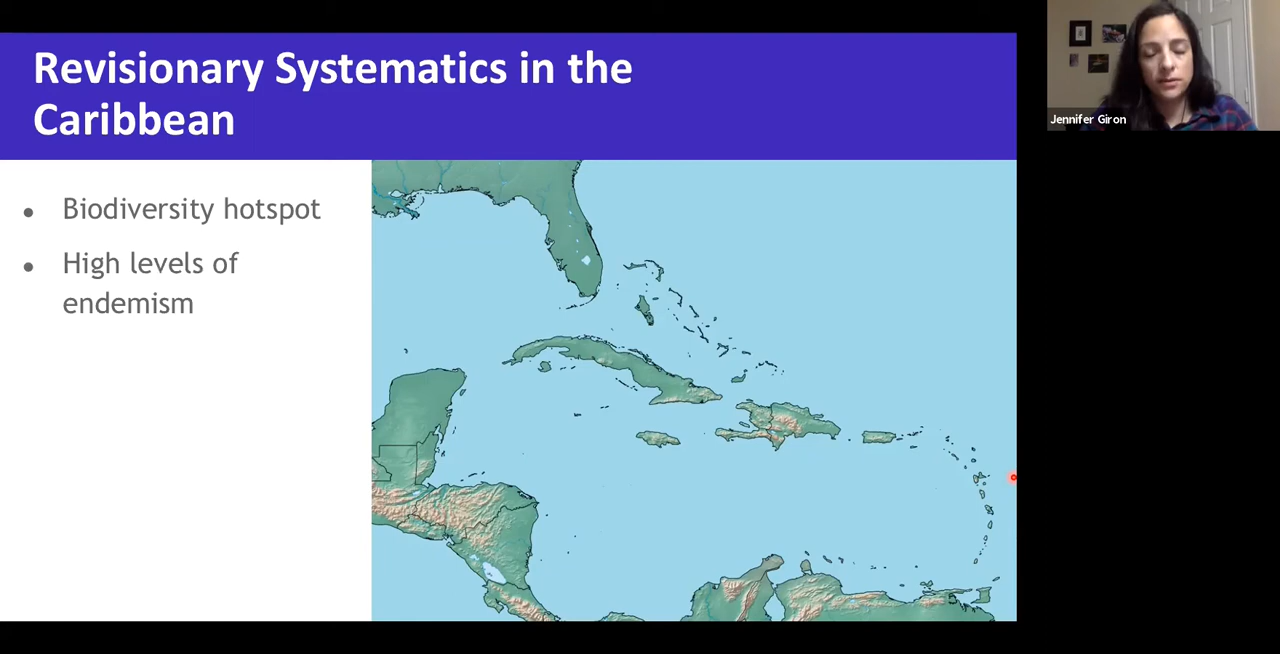 Revisionary Systematics in the
Caribbean
• Biodiversity hotspot
• High levels of
endemism
Jennifer Giron